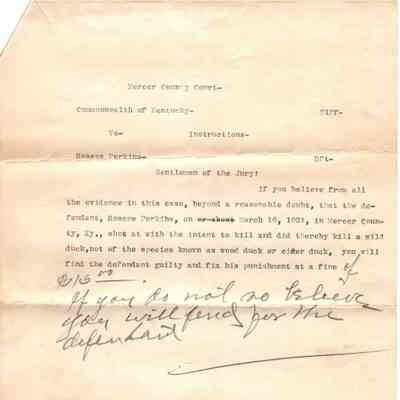 Mercer County Court-
Commonwealth of Kentucky- Pltf-
Vs- Instructions-
Roscoe Perkins- Dft-
Gentlemen of the Jury:
If you believe from all
the evidence in this case, beyond a reasonable doubt, that the de-
fendant, Roscoe Perkins, on or about March 16, in Mercer Coun-
ty, Ky., shot at with the intent to kill and did thereby kill a wild
duck, not of the species known as wood duck or eider duck, you will
find the defendant guilty and fix his punishment at a fine of
$15 00.
If you do not so believe
you will find for the
defendant